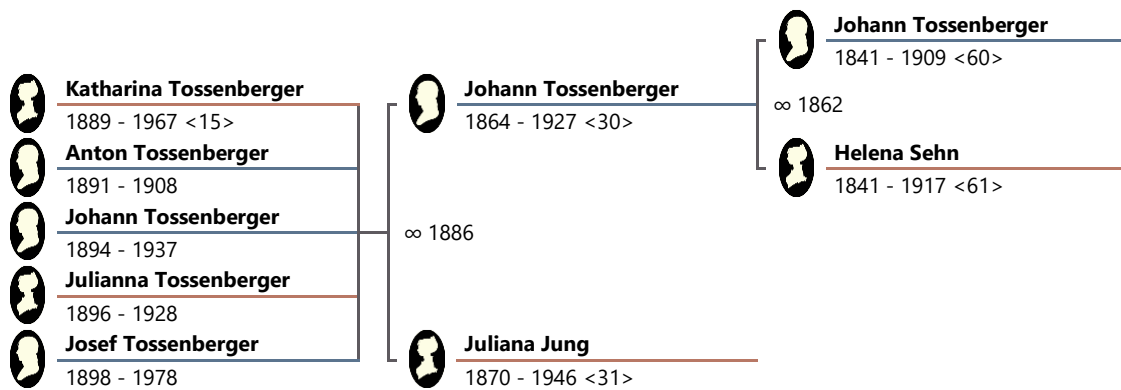 Katharina Tossenberger
1889 - 1967 <15>
Anton Tossenberger
1891 - 1908
Johann Tossenberger
1894 - 1937
Julianna Tossenberger
1896 - 1928
Josef Tossenberger
1898 - 1978
Johann Tossenberger
1864 - 1927 <30>
∞ 1886
Juliana Jung
1870 - 1946 <31>
Johann Tossenberger
1841 - 1909 <60>
∞ 1862
Helena Sehn
1841 - 1917 <61>